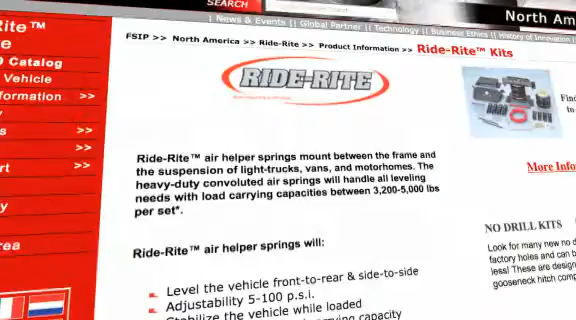 SEARCH
North Am
| News & Events || Global Partner || Technology || Business Ethics || History of Innovation |
FSIP >> North America >> Ride-Rite >> Product Information >> Ride-Rite™ Kits
Rite™
e
Catalog
Vehicle
formation >>
y
s >>
>>
rt >>
y
rea
RIDE-RITE
Ride-Rite™ air helper springs mount between the frame and
the suspension of light-trucks, vans, and motorhomes. The
heavy-duty convoluted air springs will handle all leveling
needs with load carrying capacities between 3,200-5,000 lbs
per set*.
Ride-Rite™ air helper springs will:
Level the vehicle front-to-rear & side-to-side
Adjustability 5-100 p.s.i.
Stabilize the vehicle while loaded
carrying capacity
Find
to
More Info
NO DRILL KITS
Look for many new no d
factory holes and can b
less! These are design
gooseneck hitch comp